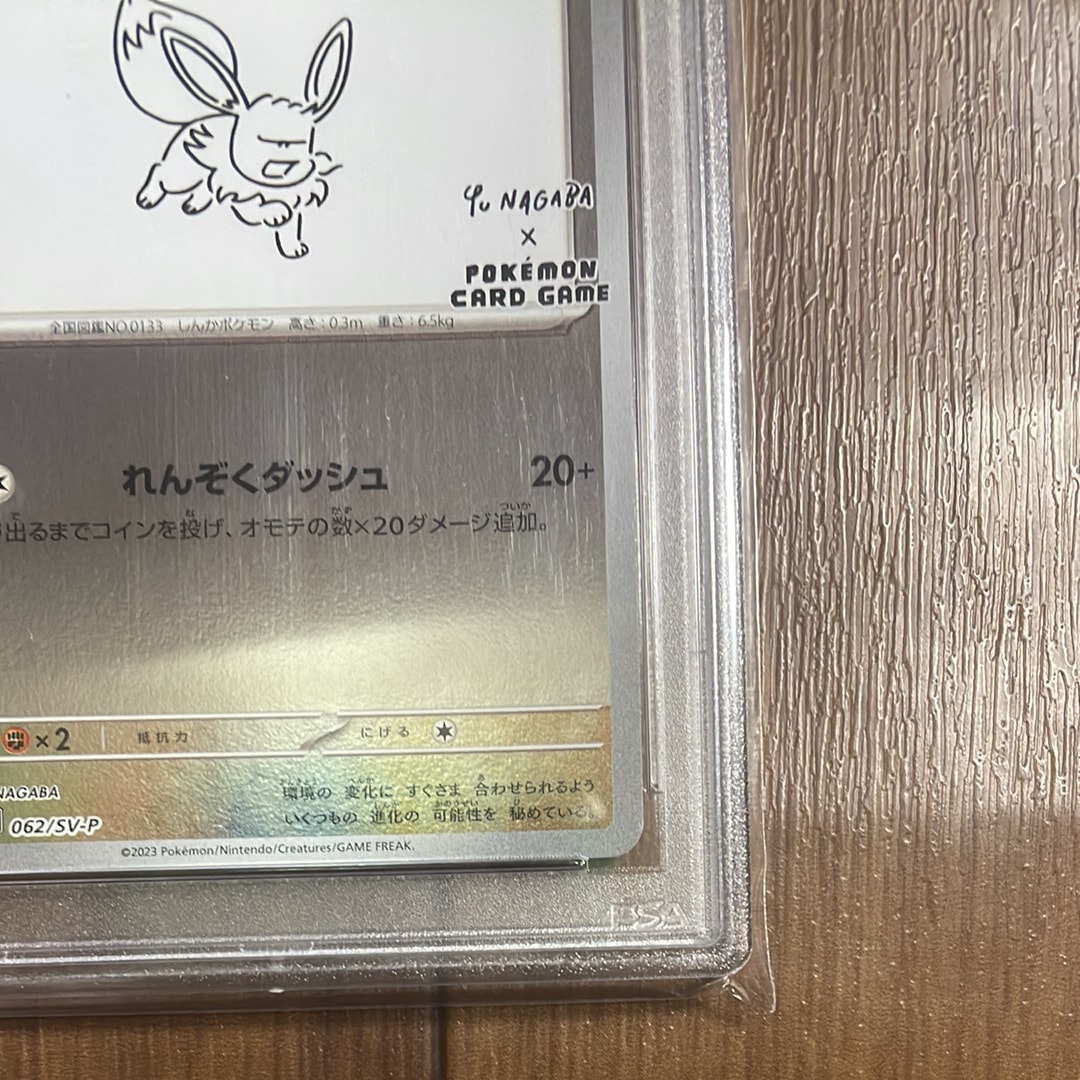 Yu NAGABA
×
POKÉMON
CARD GAME
全国図鑑NO.0133 しんかポケモン 高さ：0.3m 重さ：6.5kg
れんぞくダッシュ 20+
出るまでコインを投げ、オモテの数×20ダメージ追加。
×2 抵抗力 にげる
環境の 変化に すぐさま 合わせられるよう
いくつもの 進化の 可能性を 秘めている。
NAGABA
062/SV-P
©2023 Pokémon/Nintendo/Creatures/GAME FREAK.
PSA